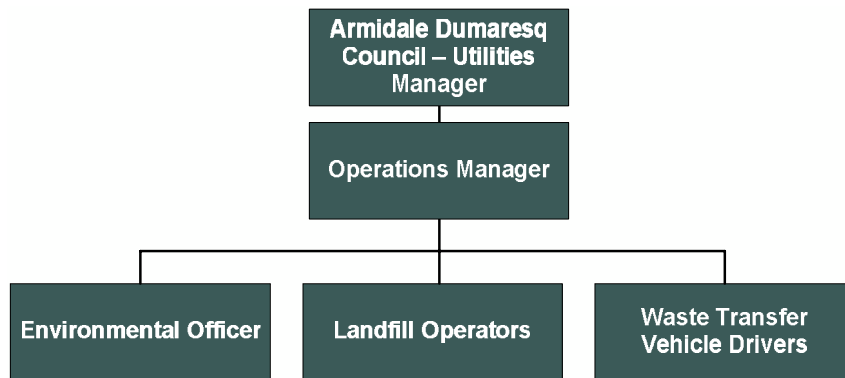 Armidale Dumaresq
Council – Utilities
Manager
Operations Manager
Environmental Officer
Landfill Operators
Waste Transfer
Vehicle Drivers